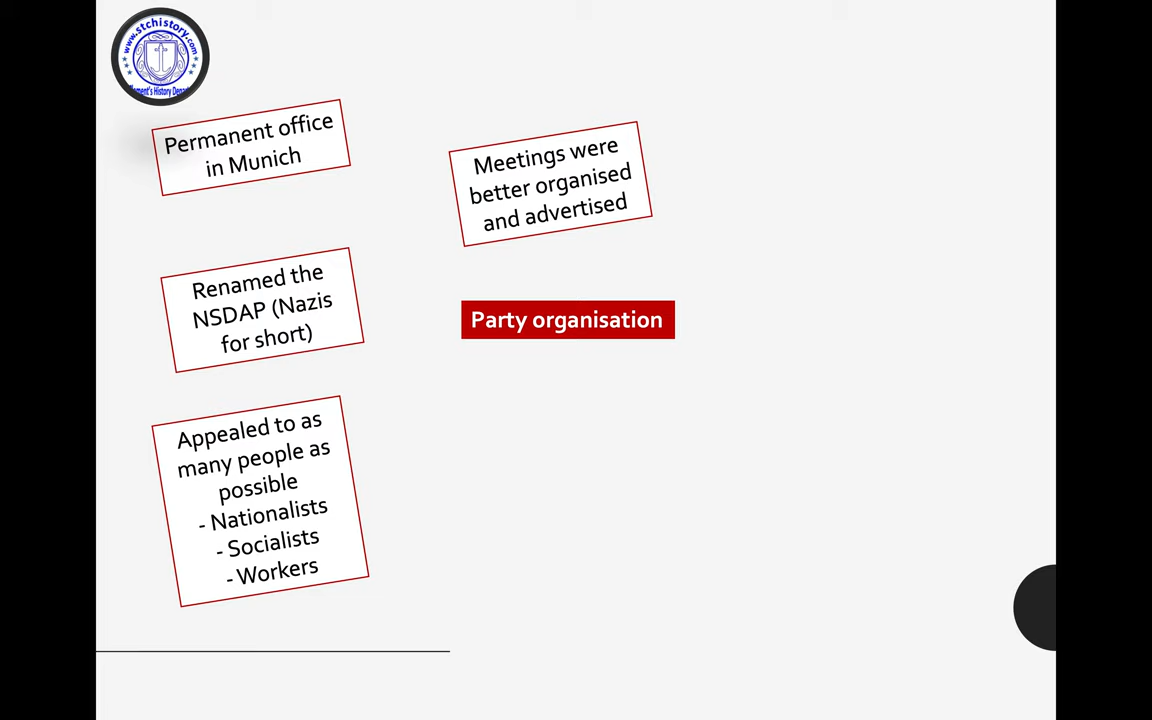 www.stchistory.com
Permanent office
in Munich
Meetings were
better organised
and advertised
Renamed the
NSDAP (Nazis
for short)
Party organisation
Appealed to as
many people as
possible
- Nationalists
- Socialists
- Workers